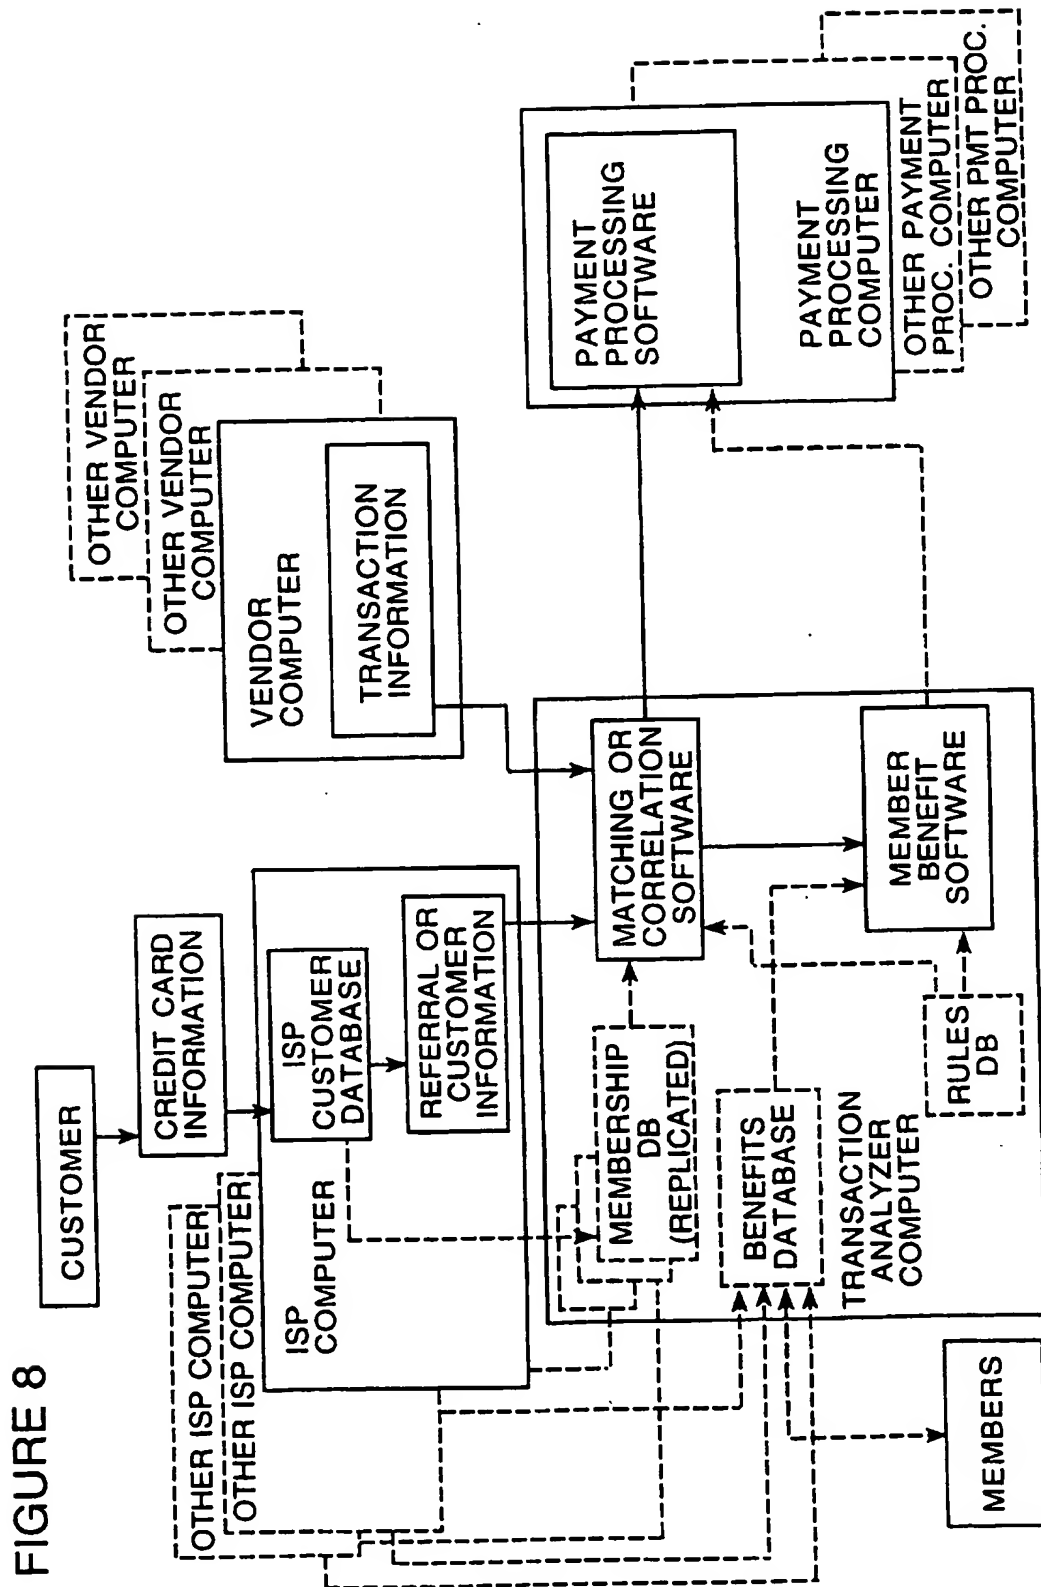 FIGURE 8
CUSTOMER
CREDIT CARD
INFORMATION
OTHER ISP COMPUTER
OTHER ISP COMPUTER
ISP COMPUTER
ISP
CUSTOMER
DATABASE
REFERRAL OR
CUSTOMER
INFORMATION
OTHER VENDOR
COMPUTER
OTHER VENDOR
COMPUTER
VENDOR
COMPUTER
TRANSACTION
INFORMATION
MEMBERSHIP
DB
(REPLICATED)
MATCHING OR
CORRELATION
SOFTWARE
BENEFITS
DATABASE
MEMBER
BENEFIT
SOFTWARE
RULES
DB
TRANSACTION
ANALYZER
COMPUTER
MEMBERS
PAYMENT
PROCESSING
SOFTWARE
PAYMENT
PROCESSING
COMPUTER
OTHER PAYMENT
PROC. COMPUTER
OTHER PMT PROC.
COMPUTER